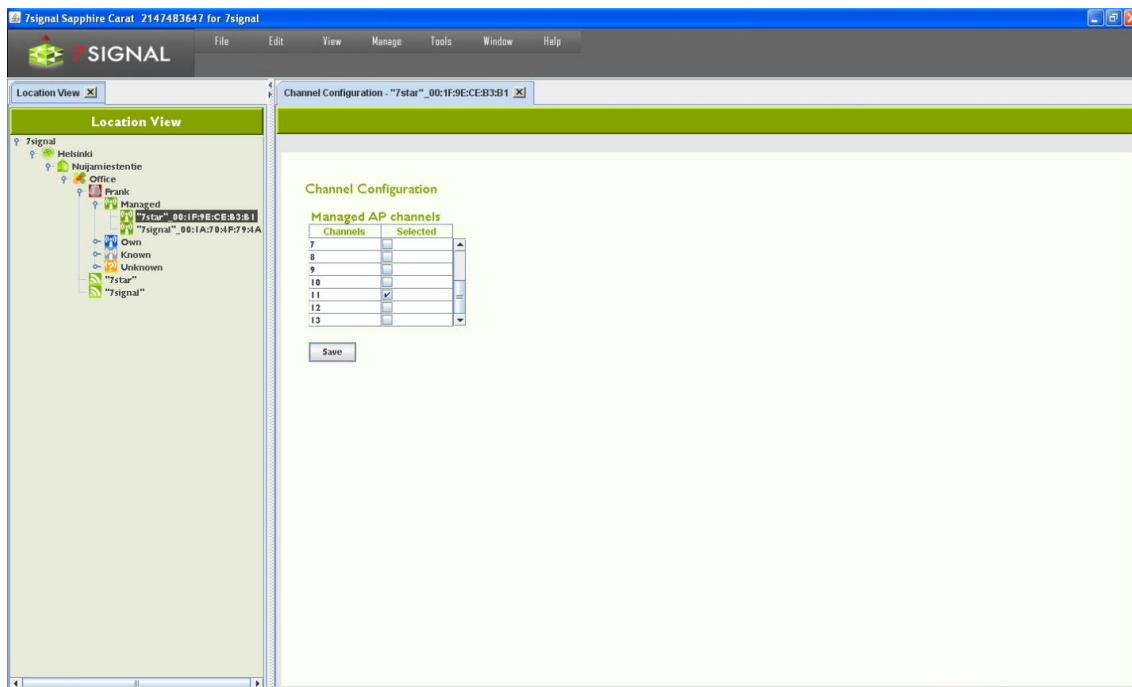 7signal Sapphire Carat 2147483647 for 7signal
7SIGNAL
File Edit View Manage Tools Window Help
Location View
Channel Configuration - "7star"_00:1F:9E:CE:B3:B1
Location View
7signal
Helsinki
Nuijamiestentie
Office
Frank
Managed
"7star"_00:1F:9E:CE:B3:B1
"7signal"_00:1A:70:4F:79:4A
Own
Known
Unknown
"7star"
"7signal"
Channel Configuration
Managed AP channels
Channels Selected
7
8
9
10
11
12
13
Save